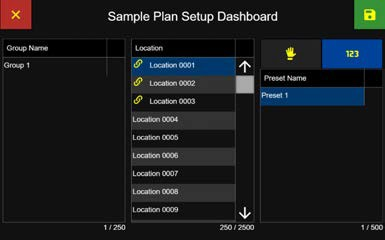 Sample Plan Setup Dashboard
Group Name
Group 1
1 / 250
Location
Location 0001
Location 0002
Location 0003
Location 0004
Location 0005
Location 0006
Location 0007
Location 0008
Location 0009
250 / 2500
123
Preset Name
Preset 1
1 / 500